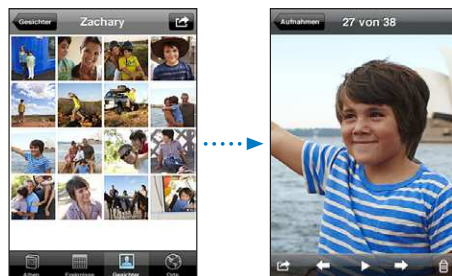 Gesichter Zachary
Alben Ereignisse Gesichter Orte
Aufnahmen 27 von 38